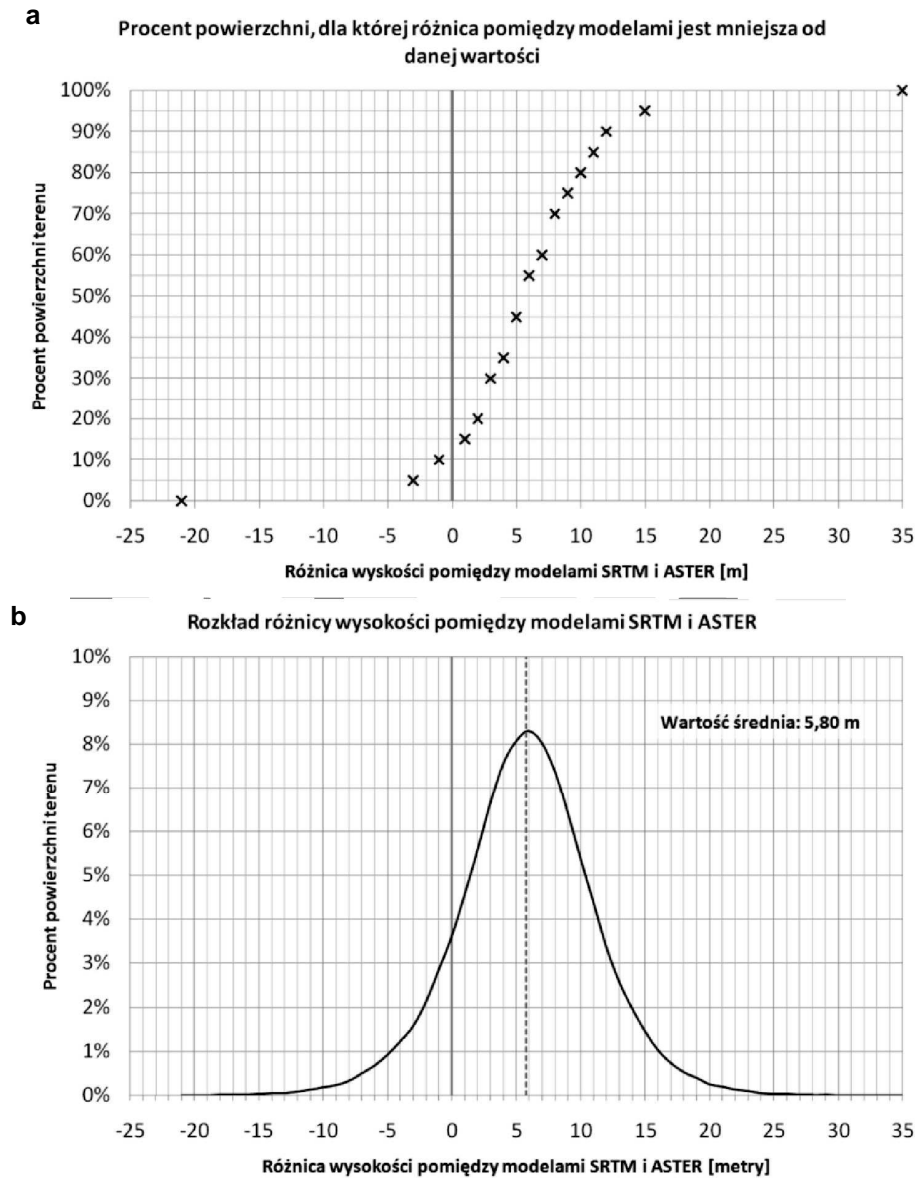 a
Procent powierzchni, dla której różnica pomiędzy modelami jest mniejsza od
danej wartości
100%
90%
80%
70%
60%
50%
40%
30%
20%
10%
0%
Procent powierzchni terenu
-25 -20 -15 -10 -5 0 5 10 15 20 25 30 35
Różnica wyskości pomiędzy modelami SRTM i ASTER [m]
b
Rozkład różnicy wysokości pomiędzy modelami SRTM i ASTER
10%
9%
8%
7%
6%
5%
4%
3%
2%
1%
0%
Procent powierzchni terenu
Wartość średnia: 5,80 m
-25 -20 -15 -10 -5 0 5 10 15 20 25 30 35
Różnica wysokości pomiędzy modelami SRTM i ASTER [metry]